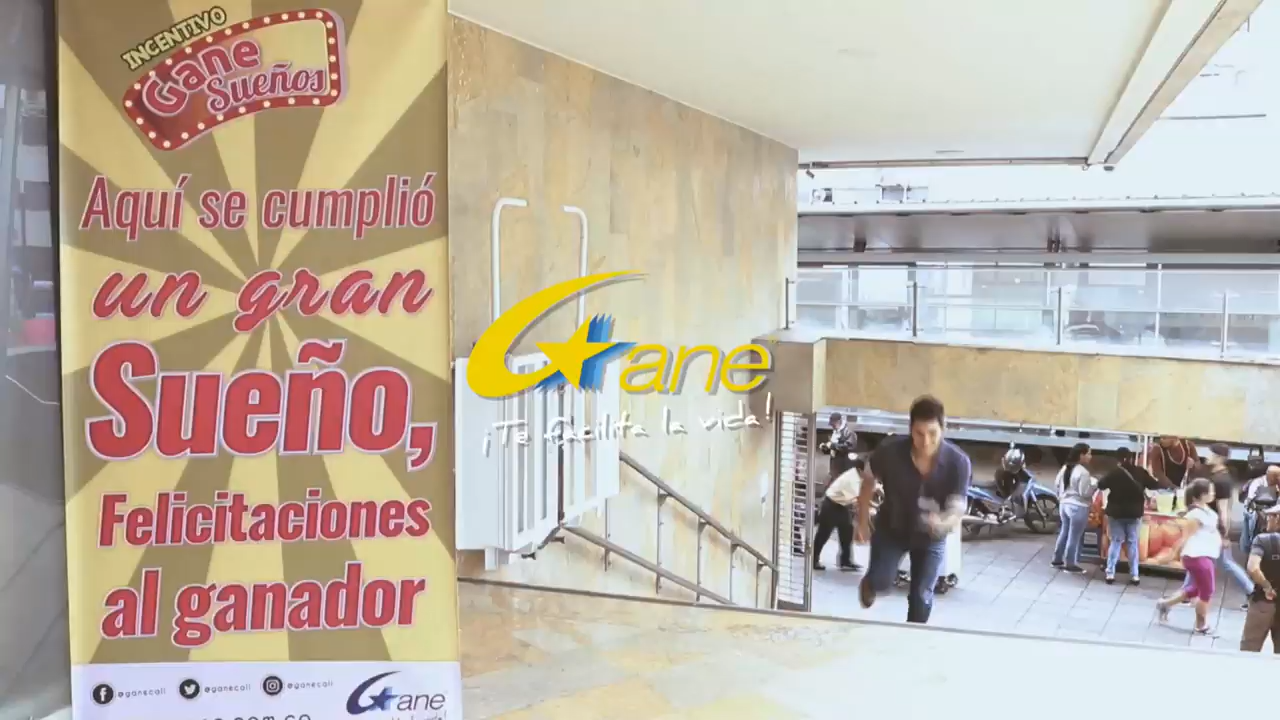 INCENTIVO
Gane
Sueños
Aquí se cumplió
un gran
Sueño,
Felicitaciones
al ganador
@ganecali
@ganecali
@ganecali
Gane
Gane
¡Te facilita la vida!